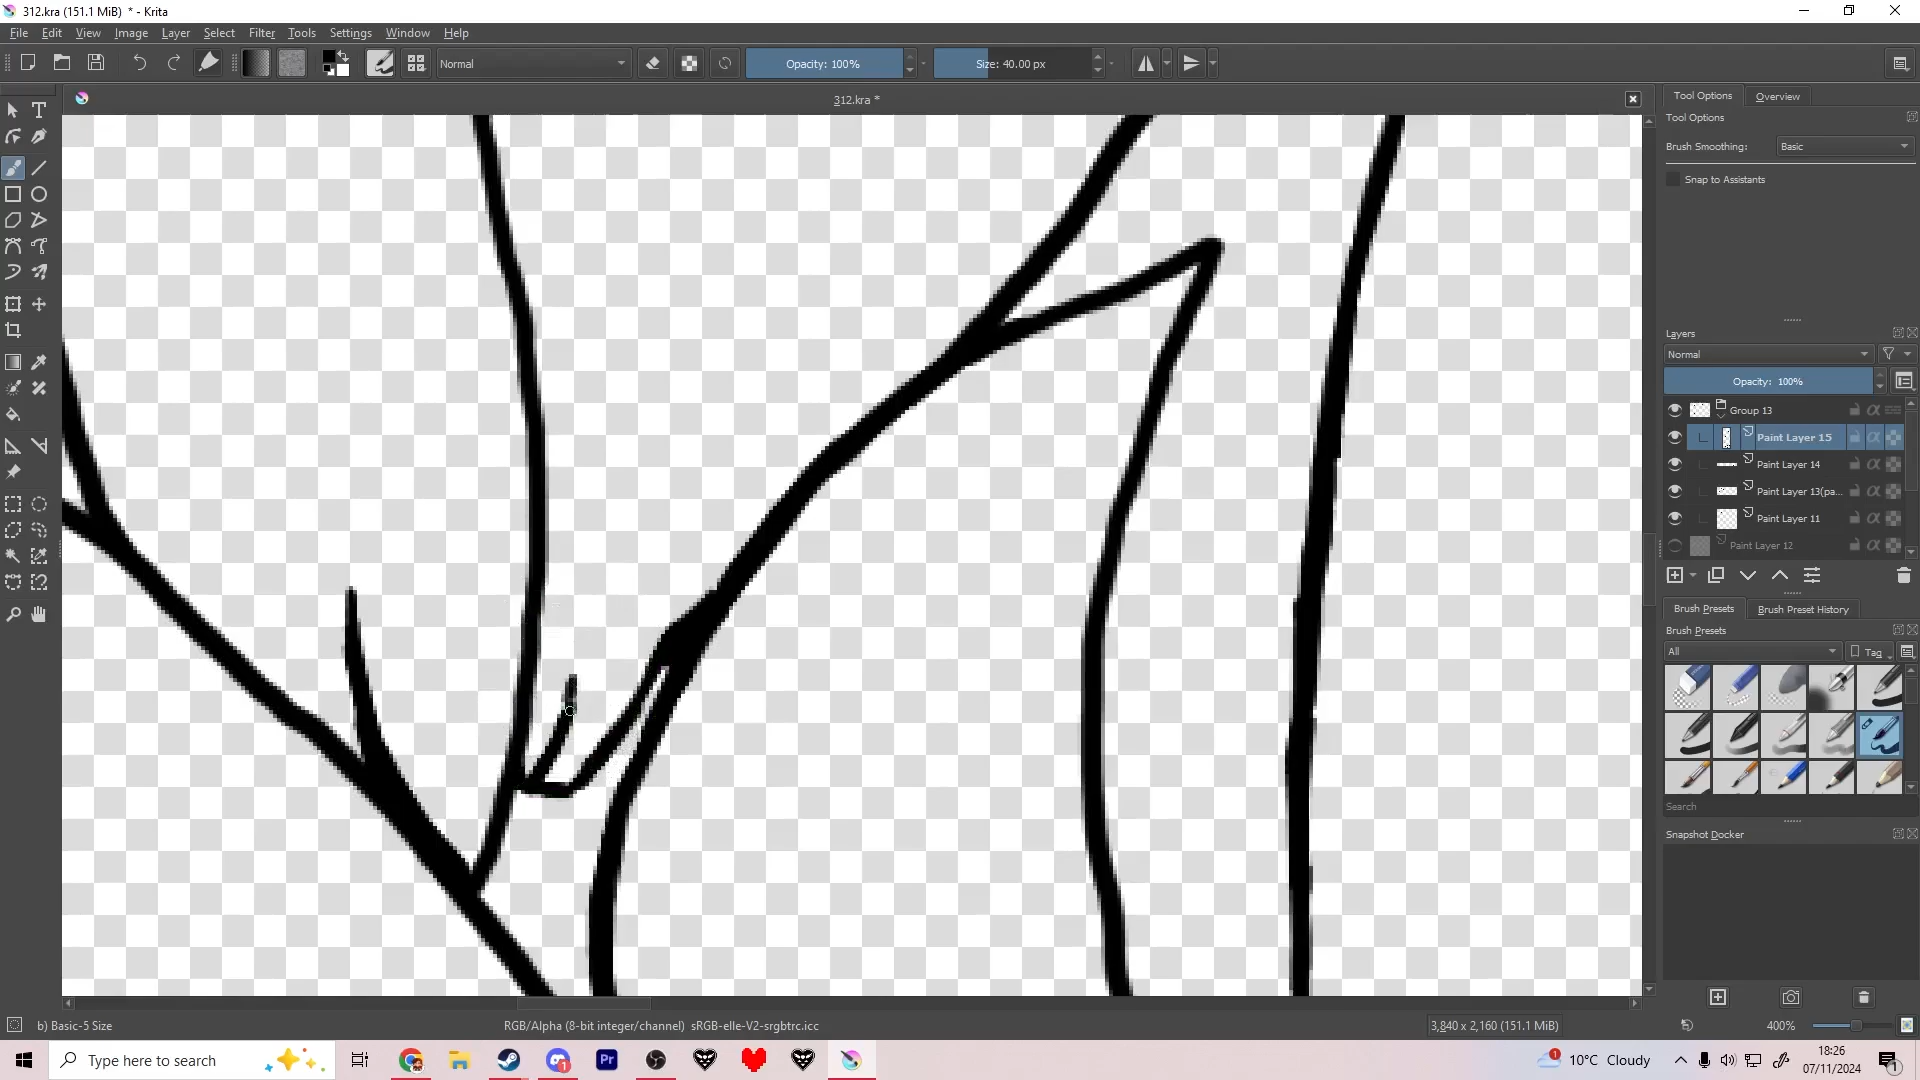 312.kra (151.1 MiB) * - Krita
File Edit View Image Layer Select Filter Tools Settings Window Help
Normal Opacity: 100% Size: 40.00 px
312.kra *
Tool Options Overview
Tool Options
Brush Smoothing: Basic
Snap to Assistants
Layers
Normal
Opacity: 100%
Group 13
Paint Layer 15
Paint Layer 14
Paint Layer 13(pa...
Paint Layer 11
Paint Layer 12
Brush Presets Brush Preset History
Brush Presets
All Tag
Search
Snapshot Docker
b) Basic-5 Size RGB/Alpha (8-bit integer/channel) sRGB-elle-V2-srgbtrc.icc 3,840 x 2,160 (151.1 MiB) 400%
Type here to search 1 Pr 1 10°C Cloudy 18:26
07/11/2024 1